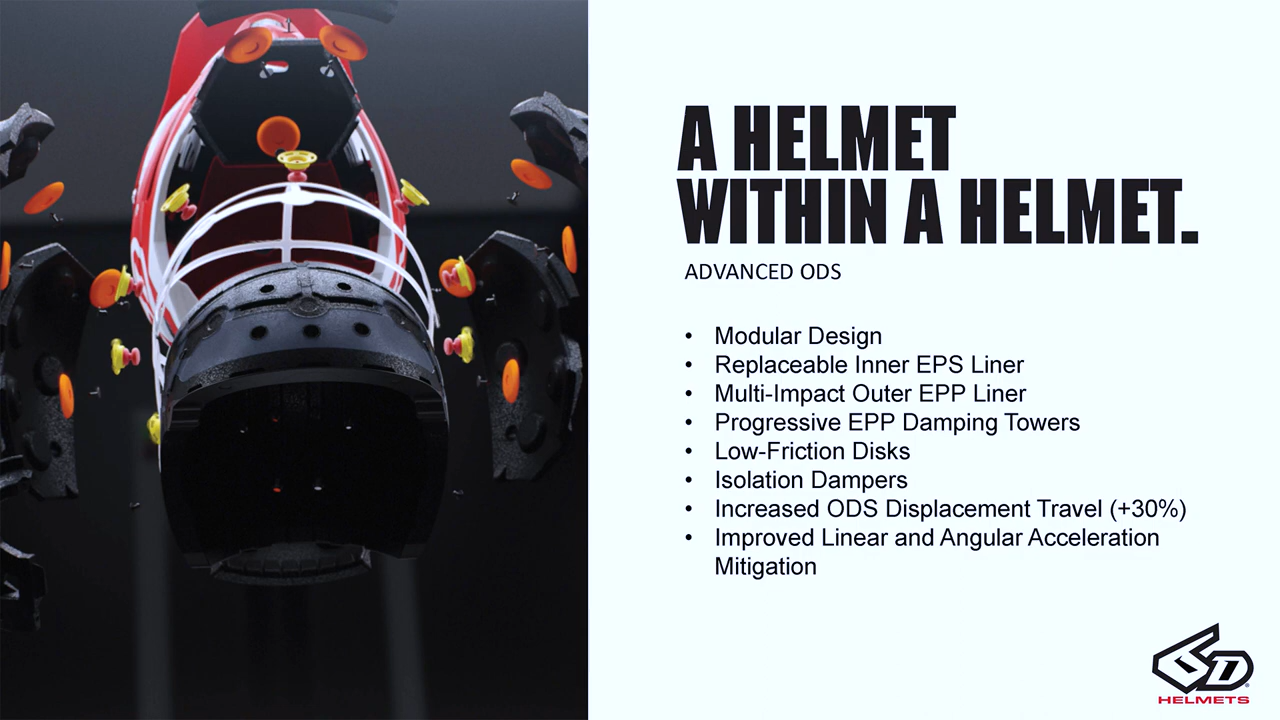 A HELMET
WITHIN A HELMET.
ADVANCED ODS
• Modular Design
• Replaceable Inner EPS Liner
• Multi-Impact Outer EPP Liner
• Progressive EPP Damping Towers
• Low-Friction Disks
• Isolation Dampers
• Increased ODS Displacement Travel (+30%)
• Improved Linear and Angular Acceleration
Mitigation
6D
HELMETS